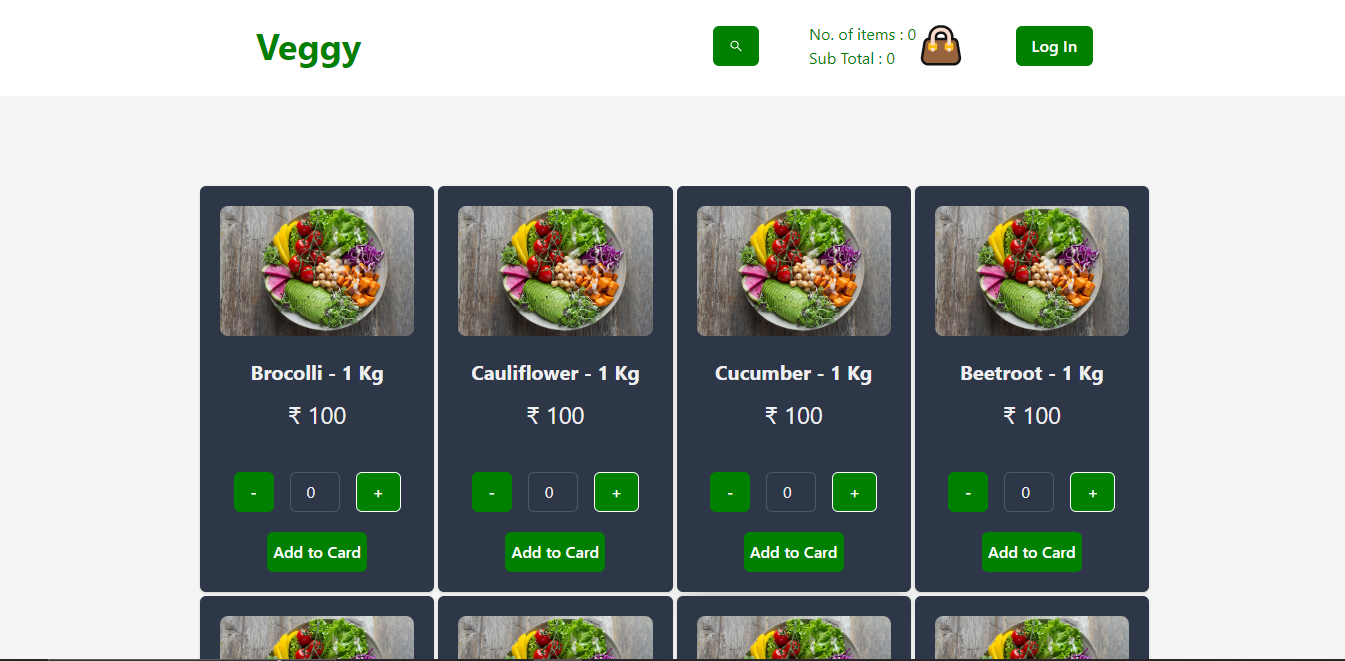 Veggy
No. of items : 0
Sub Total : 0
Log In
Brocolli - 1 Kg
₹ 100
- 0 +
Add to Card
Cauliflower - 1 Kg
₹ 100
- 0 +
Add to Card
Cucumber - 1 Kg
₹ 100
- 0 +
Add to Card
Beetroot - 1 Kg
₹ 100
- 0 +
Add to Card